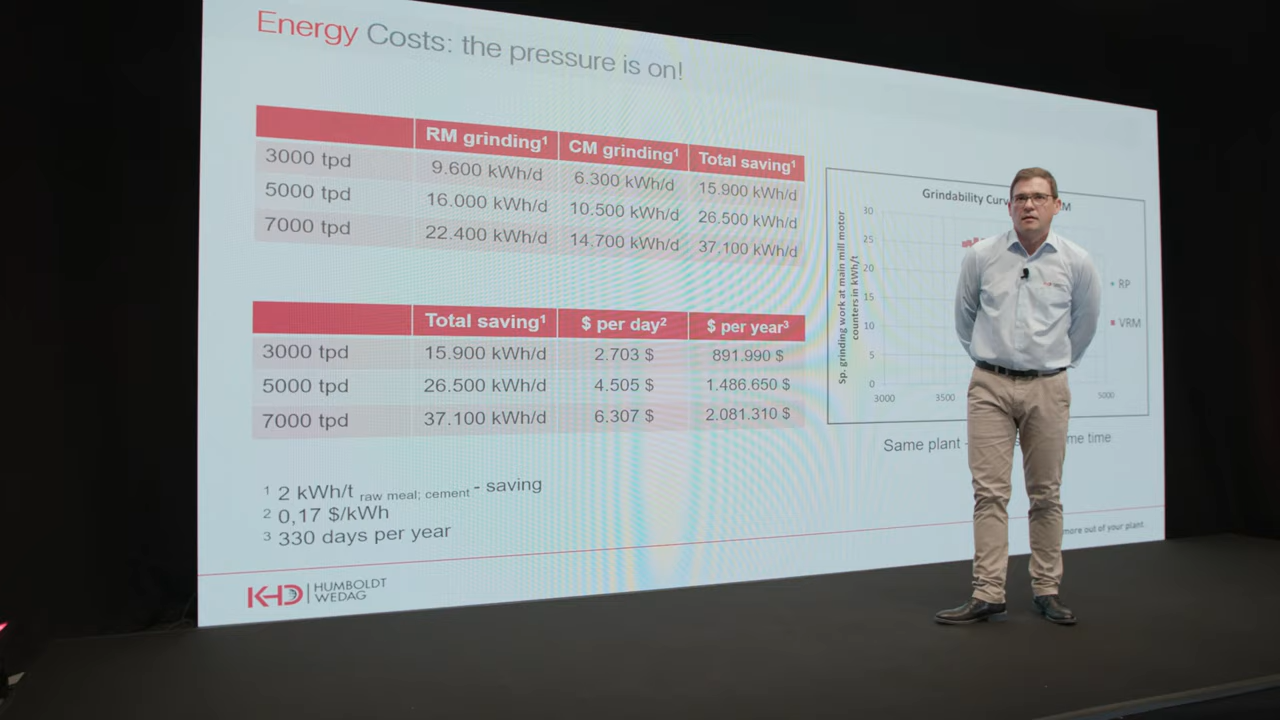 Energy Costs: the pressure is on!
RM grinding¹ CM grinding¹ Total saving¹
3000 tpd 9.600 kWh/d 6.300 kWh/d 15.900 kWh/d
5000 tpd 16.000 kWh/d 10.500 kWh/d 26.500 kWh/d
7000 tpd 22.400 kWh/d 14.700 kWh/d 37.100 kWh/d
Total saving¹ $ per day² $ per year³
3000 tpd 15.900 kWh/d 2.703 $ 891.990 $
5000 tpd 26.500 kWh/d 4.505 $ 1.486.650 $
7000 tpd 37.100 kWh/d 6.307 $ 2.081.310 $
¹ 2 kWh/t raw meal; cement - saving
² 0,17 $/kWh
³ 330 days per year
KHD HUMBOLDT
WEDAG
Grindability
Sp. grinding work at main mill motor
counters in kWh/t
30
25
20
15
10
5
0
3000 3500 5000
RP
VRM
Same plant - time
more out of your plant.